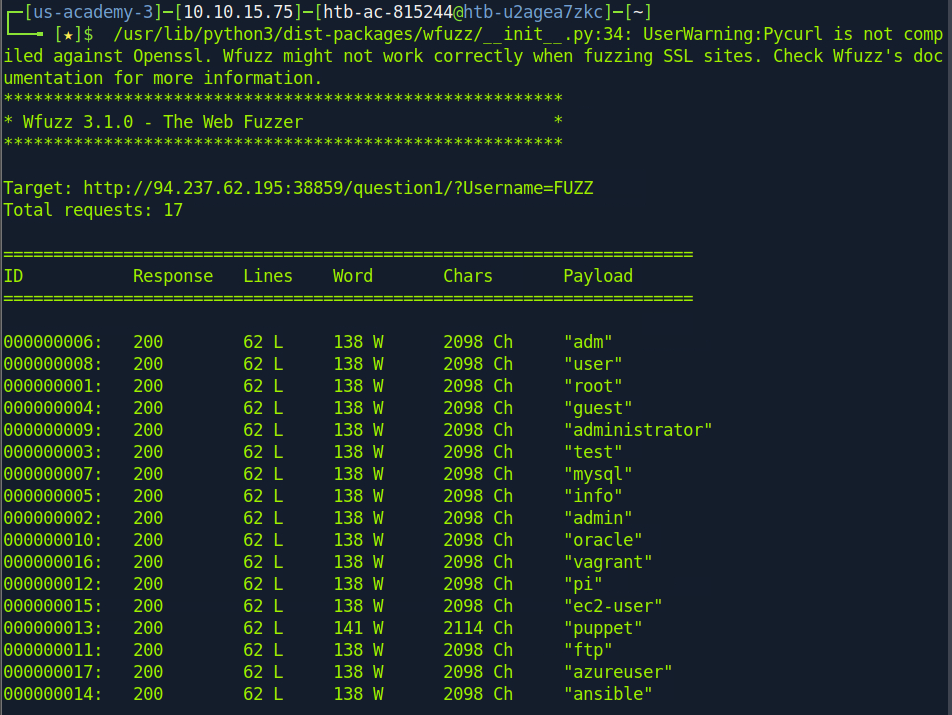 ┌─[us-academy-3]─[10.10.15.75]─[htb-ac-815244@htb-u2agea7zkc]─[~]
└──╼ [★]$  /usr/lib/python3/dist-packages/wfuzz/__init__.py:34: UserWarning:Pycurl is not comp
iled against Openssl. Wfuzz might not work correctly when fuzzing SSL sites. Check Wfuzz's doc
umentation for more information.
********************************************************
* Wfuzz 3.1.0 - The Web Fuzzer                         *
********************************************************
Target: http://94.237.62.195:38859/question1/?Username=FUZZ
Total requests: 17
=====================================================================
ID           Response   Lines    Word       Chars       Payload
=====================================================================
000000006:   200        62 L     138 W      2098 Ch     "adm"
000000008:   200        62 L     138 W      2098 Ch     "user"
000000001:   200        62 L     138 W      2098 Ch     "root"
000000004:   200        62 L     138 W      2098 Ch     "guest"
000000009:   200        62 L     138 W      2098 Ch     "administrator"
000000003:   200        62 L     138 W      2098 Ch     "test"
000000007:   200        62 L     138 W      2098 Ch     "mysql"
000000005:   200        62 L     138 W      2098 Ch     "info"
000000002:   200        62 L     138 W      2098 Ch     "admin"
000000010:   200        62 L     138 W      2098 Ch     "oracle"
000000016:   200        62 L     138 W      2098 Ch     "vagrant"
000000012:   200        62 L     138 W      2098 Ch     "pi"
000000015:   200        62 L     138 W      2098 Ch     "ec2-user"
000000013:   200        62 L     141 W      2114 Ch     "puppet"
000000011:   200        62 L     138 W      2098 Ch     "ftp"
000000017:   200        62 L     138 W      2098 Ch     "azureuser"
000000014:   200        62 L     138 W      2098 Ch     "ansible"